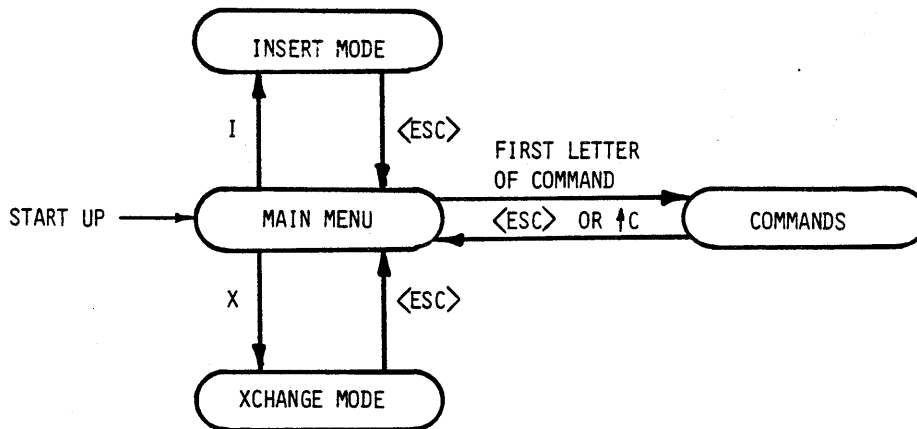 INSERT MODE
I
<ESC>
FIRST LETTER
OF COMMAND
START UP
MAIN MENU
<ESC> OR ↑C
COMMANDS
X
<ESC>
XCHANGE MODE